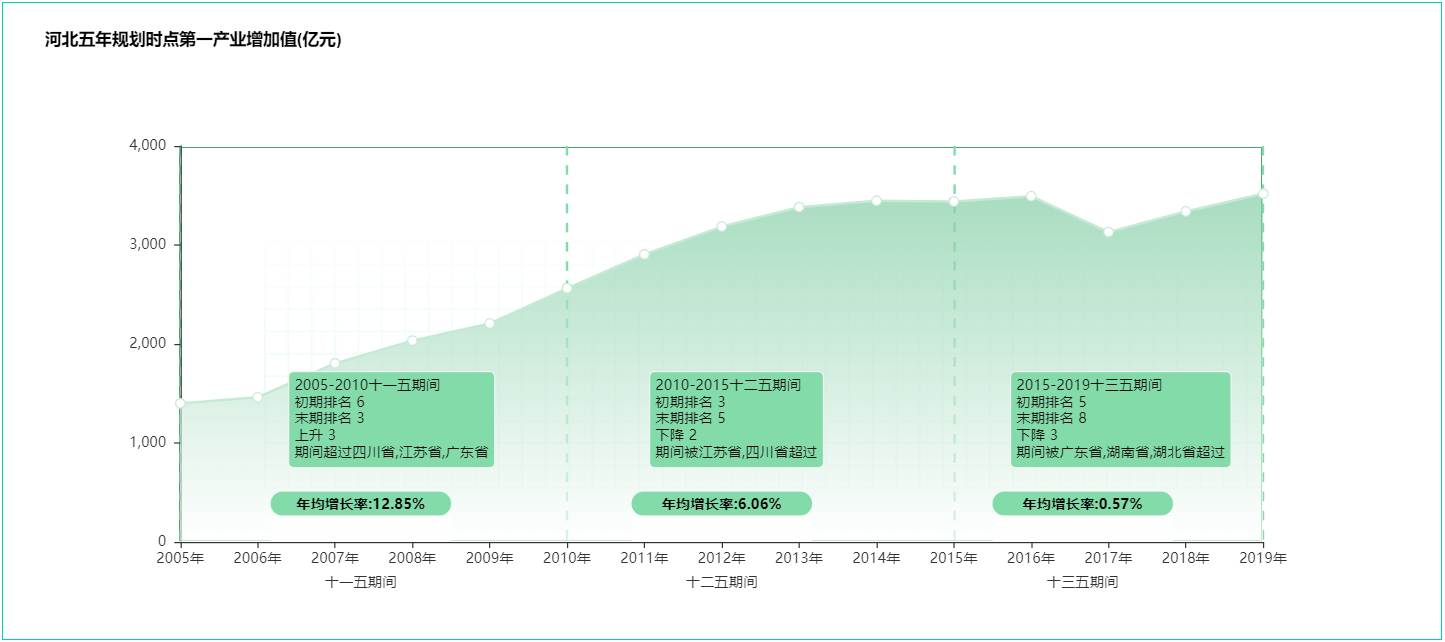 河北五年规划时点第一产业增加值(亿元)
4,000
3,000
2,000
1,000
0
2005-2010十一五期间
初期排名 6
末期排名 3
上升 3
期间超过四川省,江苏省,广东省
年均增长率:12.85%
2010-2015十二五期间
初期排名 3
末期排名 5
下降 2
期间被江苏省,四川省超过
年均增长率:6.06%
2015-2019十三五期间
初期排名 5
末期排名 8
下降 3
期间被广东省,湖南省,湖北省超过
年均增长率:0.57%
2005年 2006年 2007年 2008年 2009年 2010年 2011年 2012年 2013年 2014年 2015年 2016年 2017年 2018年 2019年
十一五期间 十二五期间 十三五期间